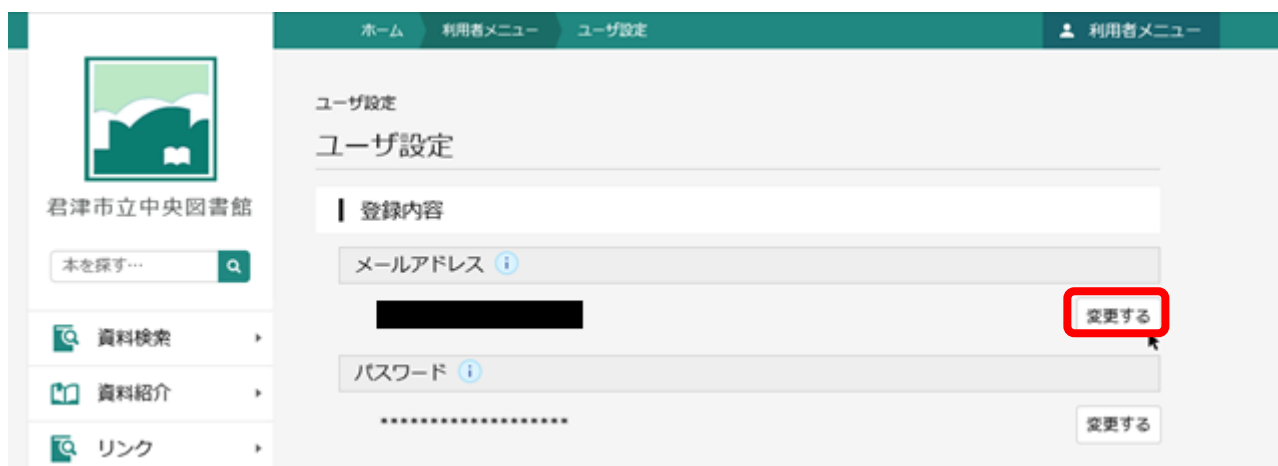 ホーム 利用者メニュー ユーザ設定 利用者メニュー
君津市立中央図書館
本を探す…
資料検索
資料紹介
リンク
ユーザ設定
ユーザ設定
登録内容
メールアドレス i
変更する
パスワード i
******************* 変更する